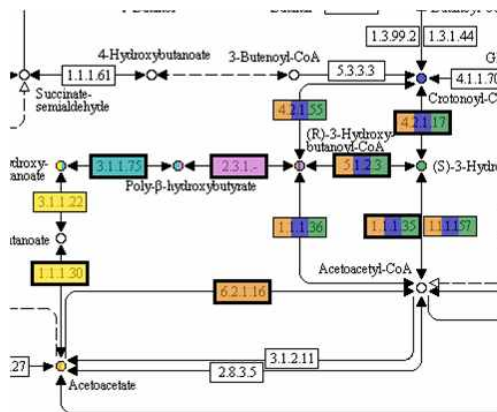 1.3.99.2
1.3.1.44
4-Hydroxybutanoate
3-Butenoyl-CoA
1.1.1.61
5.3.3.3
4.1.1.70
Succinate-
semialdehyde
Crotonoyl-C
4.2.1.55
4.2.1.17
(R)-3-Hydroxy-
butanoyl-CoA
ydroxy-
tanoate
3.1.1.75
2.3.1.-
5.1.2.3
(S)-3-Hydro
Poly-β-hydroxybutyrate
3.1.1.22
utanoate
1.1.1.36
1.1.1.35
1.1.1.157
1.1.1.30
Acetoacetyl-CoA
6.2.1.16
3.1.2.11
.27
2.8.3.5
Acetoacetate